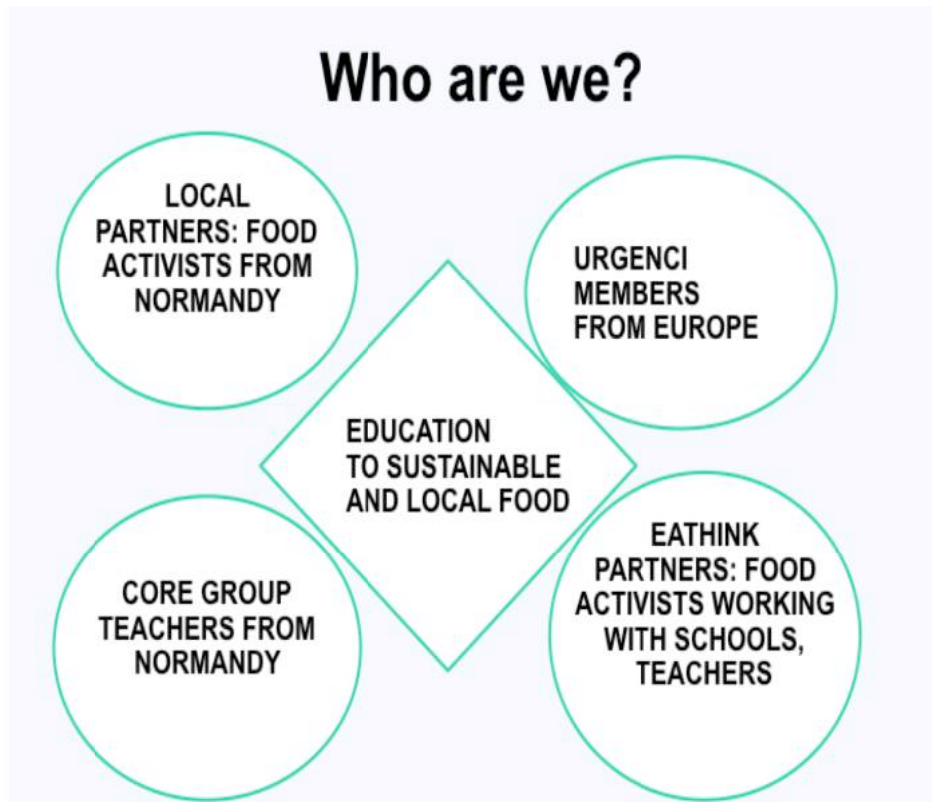 Who are we?
LOCAL
PARTNERS: FOOD
ACTIVISTS FROM
NORMANDY
URGENCI
MEMBERS
FROM EUROPE
EDUCATION
TO SUSTAINABLE
AND LOCAL FOOD
CORE GROUP
TEACHERS FROM
NORMANDY
EATHINK
PARTNERS: FOOD
ACTIVISTS WORKING
WITH SCHOOLS,
TEACHERS